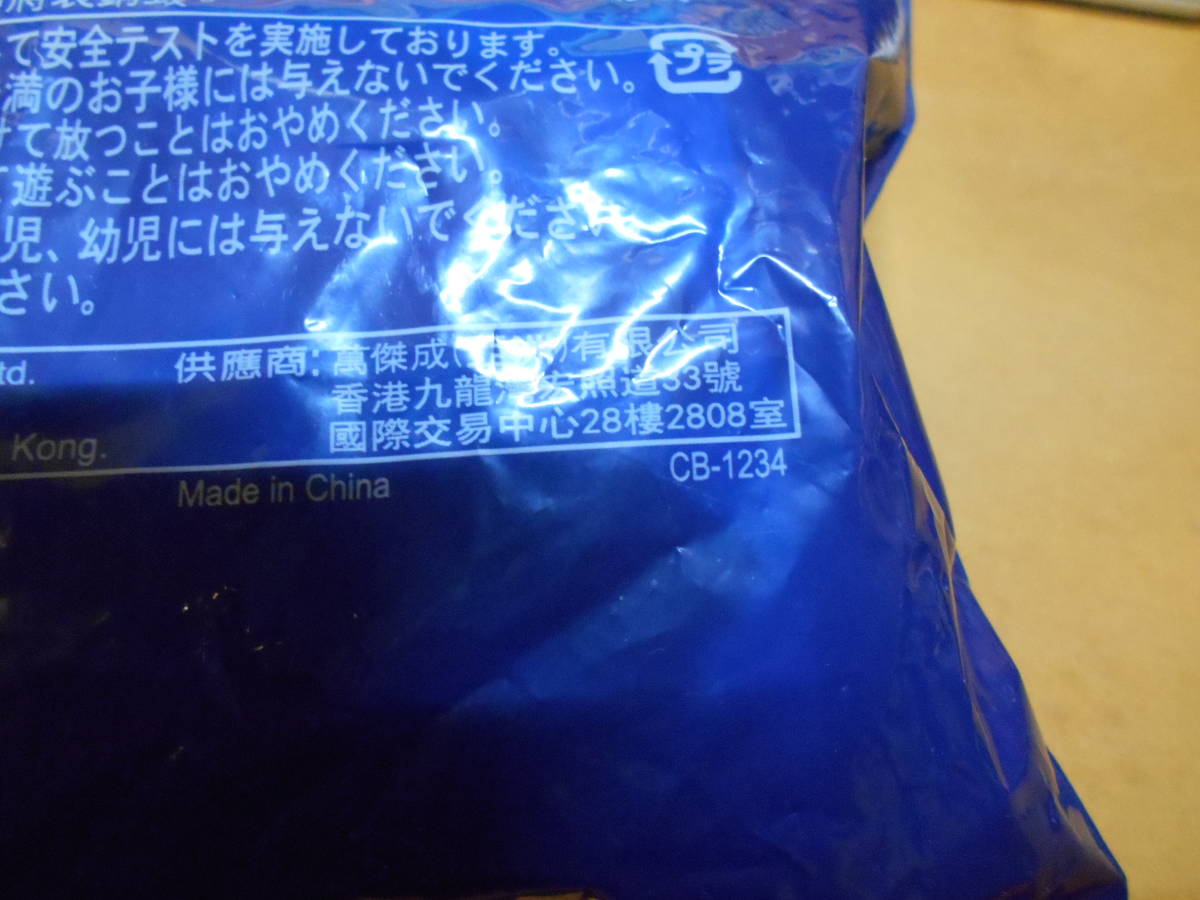 て安全テストを実施しております。
満のお子様には与えないでください。
プラ
けて放つことはおやめください。
て遊ぶことはおやめください。
児、幼児には与えないでください
さい。
td.
供應商: 萬傑成( )有限公司
香港九龍灣宏照道33號
Kong.
國際交易中心28樓2808室
Made in China
CB-1234